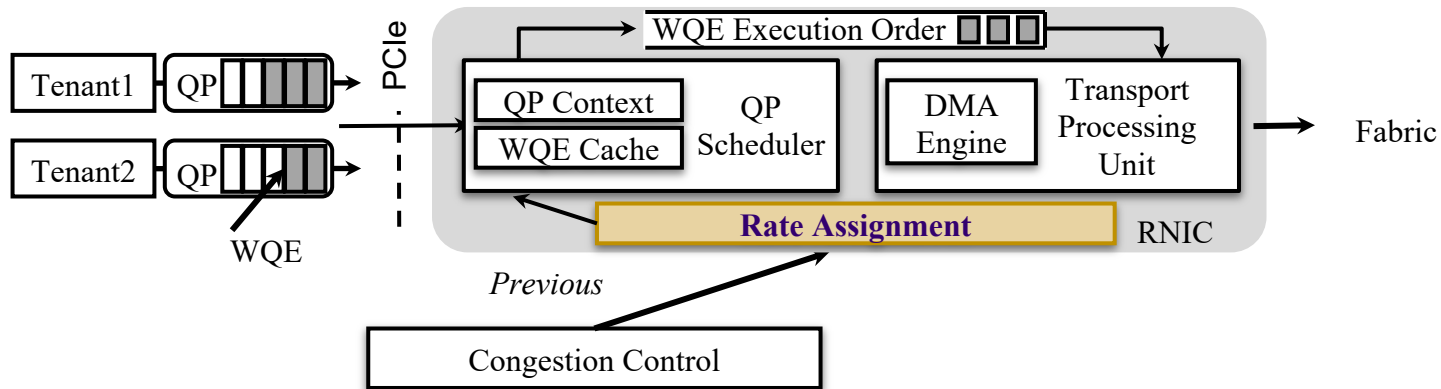 PCIe
WQE Execution Order
Tenant1
QP
QP Context
WQE Cache
QP
Scheduler
DMA
Engine
Transport
Processing
Unit
Fabric
Tenant2
QP
WQE
Rate Assignment
RNIC
Previous
Congestion Control